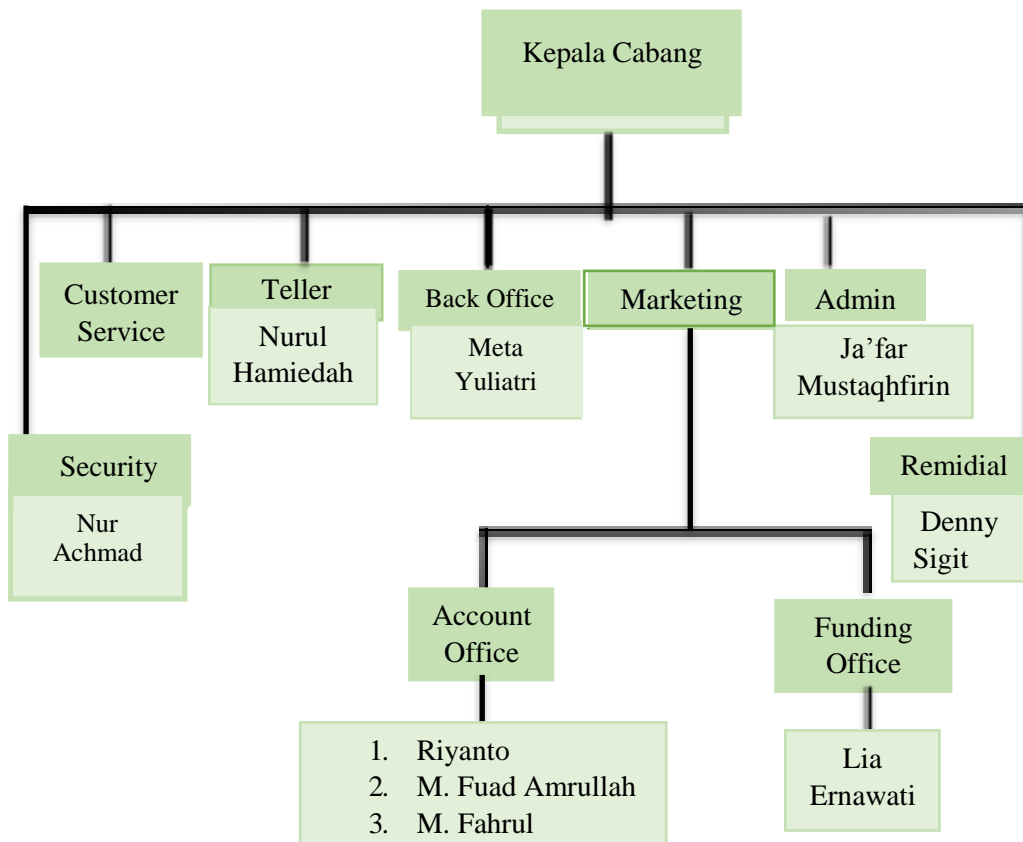 Kepala Cabang
Customer
Service
Teller
Nurul
Hamiedah
Back Office
Meta
Yuliatri
Marketing
Admin
Ja’far
Mustaqhfirin
Security
Nur
Achmad
Remidial
Denny
Sigit
Account
Office
Funding
Office
1. Riyanto
2. M. Fuad Amrullah
3. M. Fahrul
Lia
Ernawati